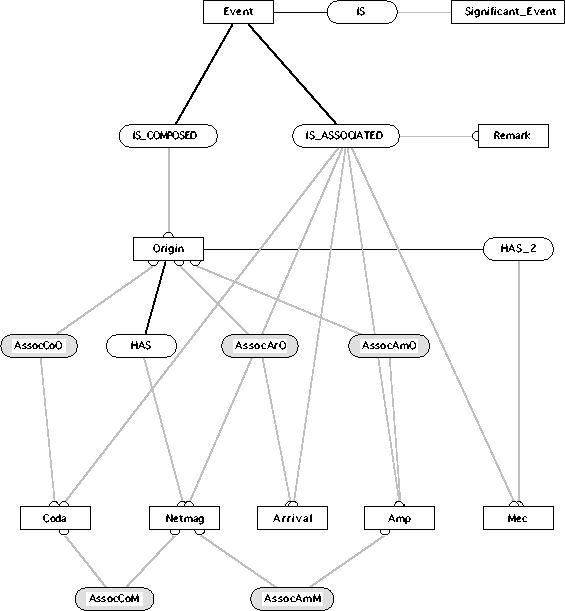 Event
IS
Significant_Event
IS_COMPOSED
IS_ASSOCIATED
Remark
Origin
HAS_2
AssocCoO
HAS
AssocArO
AssocAmO
Coda
Netmag
Arrival
Amp
Mec
AssocCoM
AssocAmM